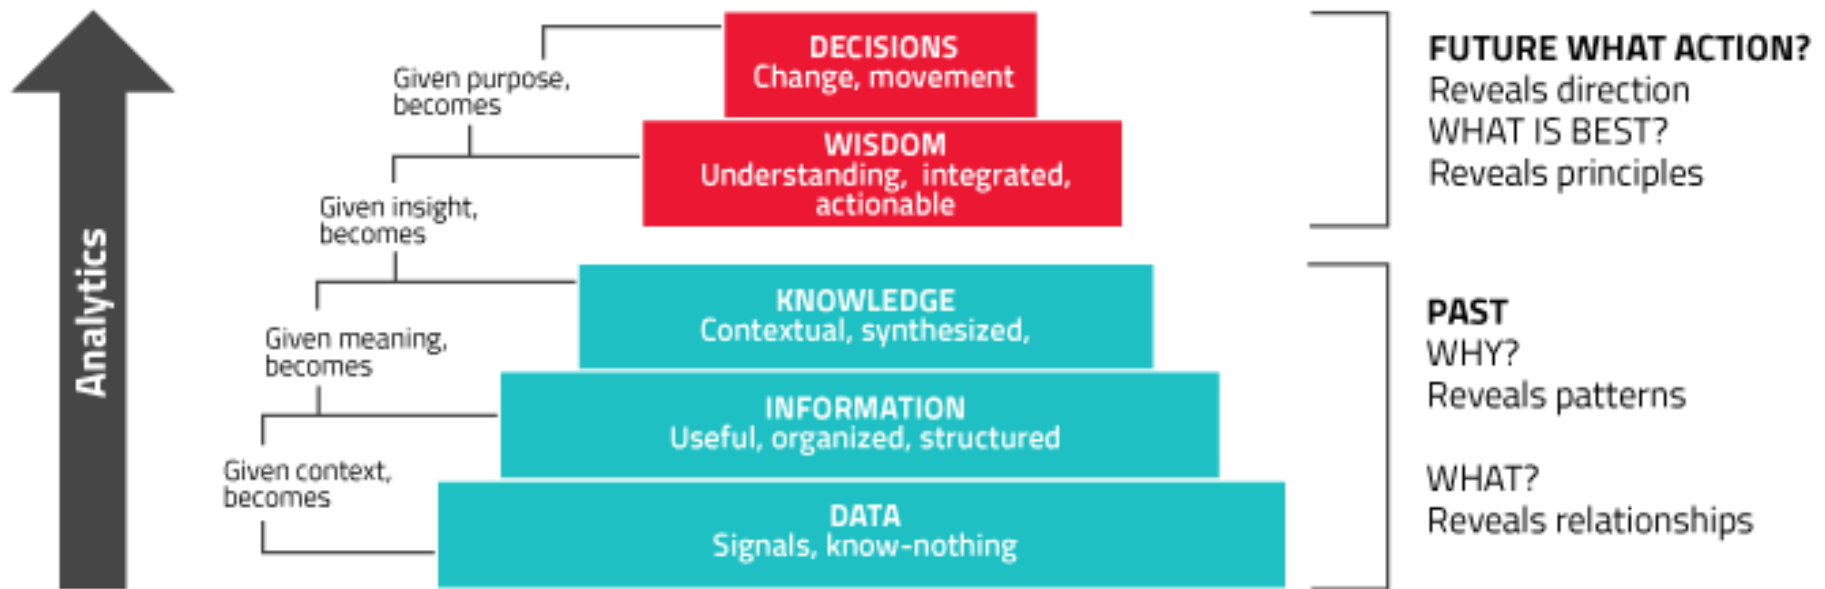 Analytics
Given purpose,
becomes
Given insight,
becomes
Given meaning,
becomes
Given context,
becomes
DECISIONS
Change, movement
WISDOM
Understanding, integrated,
actionable
KNOWLEDGE
Contextual, synthesized,
INFORMATION
Useful, organized, structured
DATA
Signals, know-nothing
FUTURE WHAT ACTION?
Reveals direction
WHAT IS BEST?
Reveals principles
PAST
WHY?
Reveals patterns
WHAT?
Reveals relationships